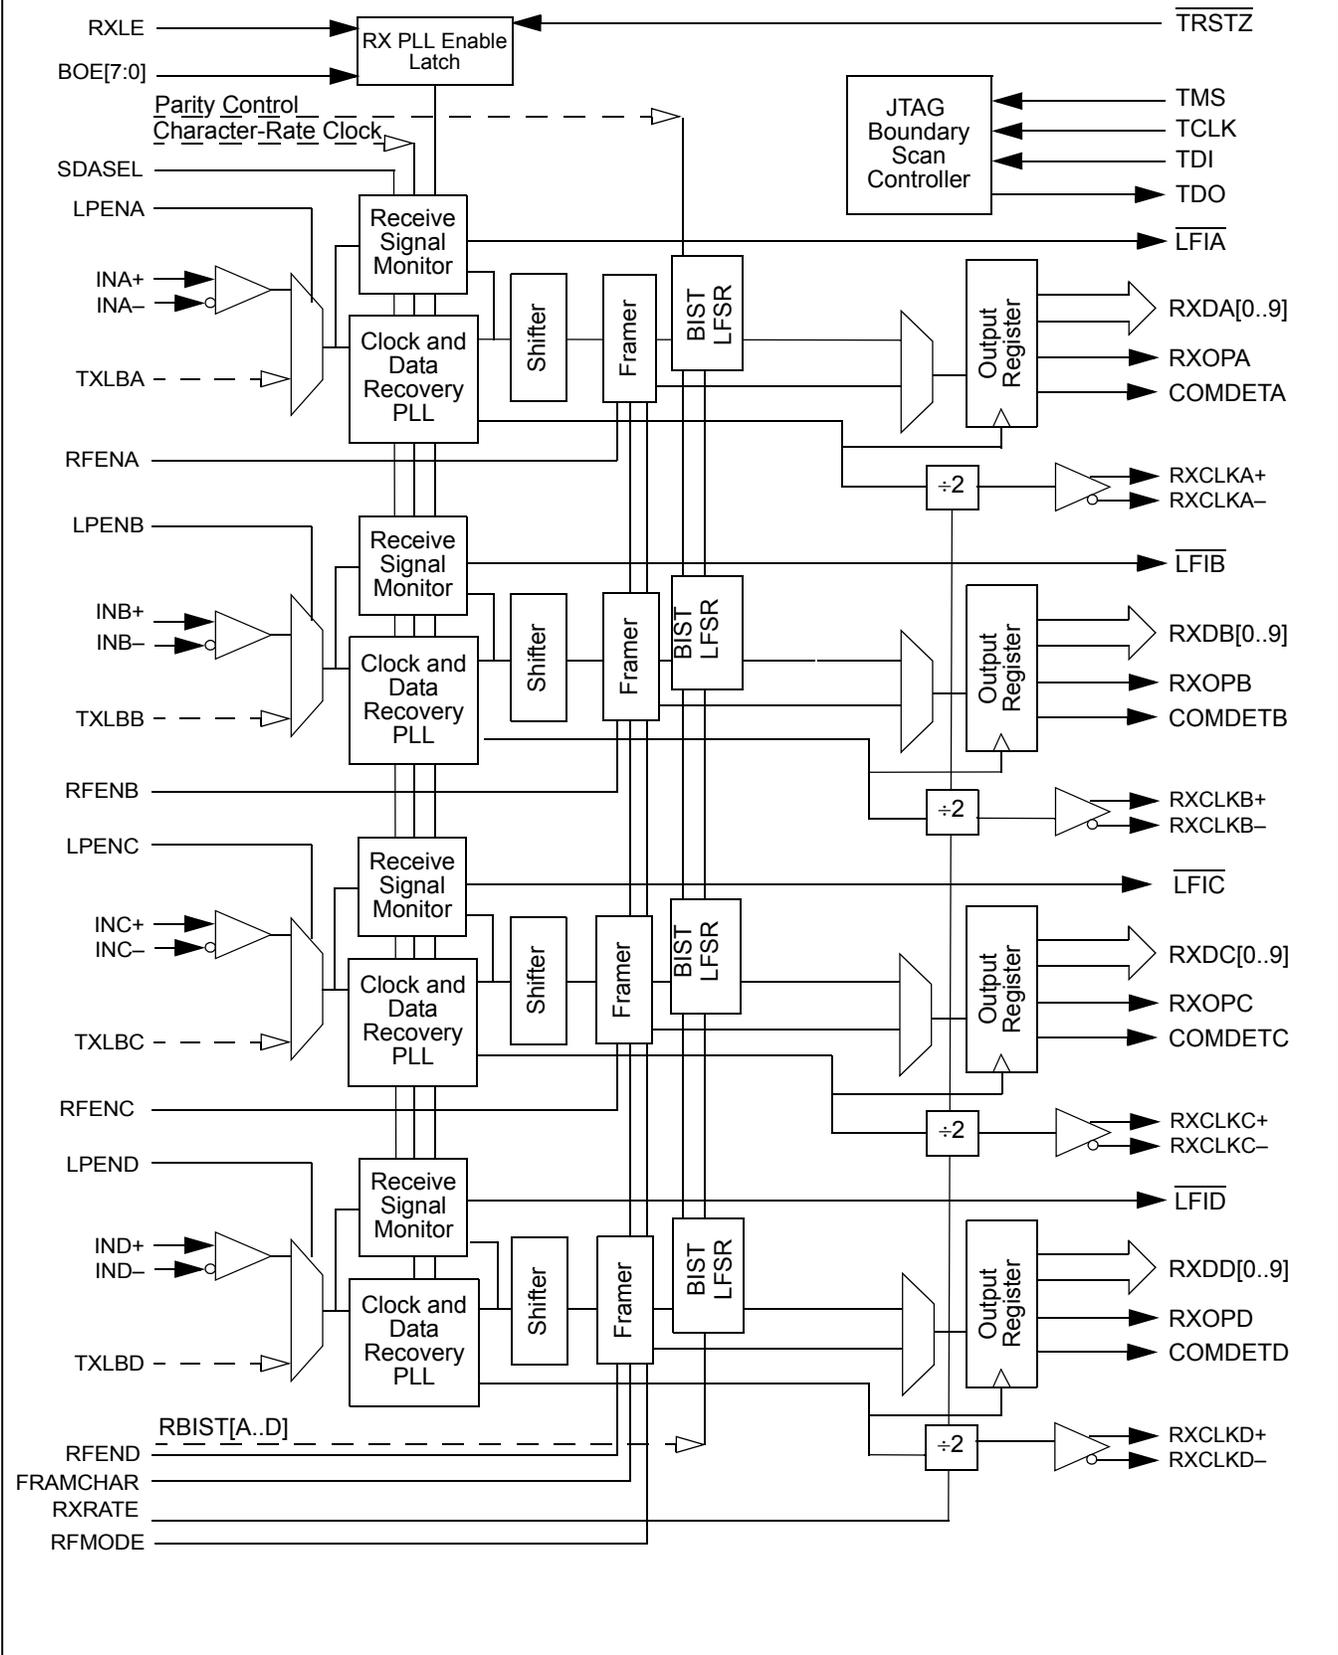 RXLE
RX PLL Enable
Latch
TRSTZ
BOE[7:0]
Parity Control
Character-Rate Clock
JTAG
Boundary
Scan
Controller
TMS
TCLK
TDI
TDO
SDASEL
LPENA
Receive
Signal
Monitor
LFIA
INA+
INA–
TXLBA
Clock and
Data
Recovery
PLL
Shifter
Framer
BIST
LFSR
Output
Register
RXDA[0..9]
RXOPA
COMDETA
RFENA
÷2
RXCLKA+
RXCLKA–
LPENB
Receive
Signal
Monitor
LFIB
INB+
INB–
TXLBB
Clock and
Data
Recovery
PLL
Shifter
Framer
BIST
LFSR
Output
Register
RXDB[0..9]
RXOPB
COMDETB
RFENB
÷2
RXCLKB+
RXCLKB–
LPENC
Receive
Signal
Monitor
LFIC
INC+
INC–
TXLBC
Clock and
Data
Recovery
PLL
Shifter
Framer
BIST
LFSR
Output
Register
RXDC[0..9]
RXOPC
COMDETC
RFENC
÷2
RXCLKC+
RXCLKC–
LPEND
Receive
Signal
Monitor
LFID
IND+
IND–
TXLBD
Clock and
Data
Recovery
PLL
Shifter
Framer
BIST
LFSR
Output
Register
RXDD[0..9]
RXOPD
COMDETD
RBIST[A..D]
÷2
RXCLKD+
RXCLKD–
RFEND
FRAMCHAR
RXRATE
RFMODE